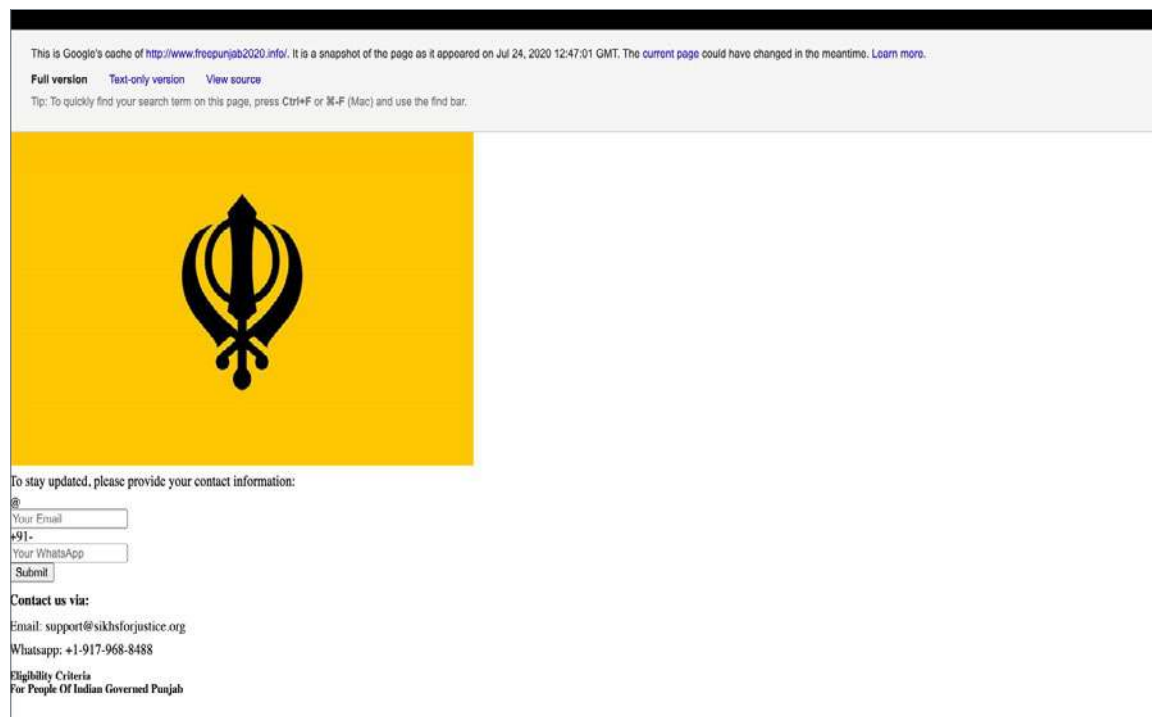 This is Google's cache of http://www.freepunjab2020.info/. It is a snapshot of the page as it appeared on Jul 24, 2020 12:47:01 GMT. The current page could have changed in the meantime. Learn more.
Full version Text-only version View source
Tip: To quickly find your search term on this page, press Ctrl+F or ⌘-F (Mac) and use the find bar.
To stay updated, please provide your contact information:
@
Your Email
+91-
Your WhatsApp
Submit
Contact us via:
Email: support@sikhsforjustice.org
Whatsapp: +1-917-968-8488
Eligibility Criteria
For People Of Indian Governed Punjab